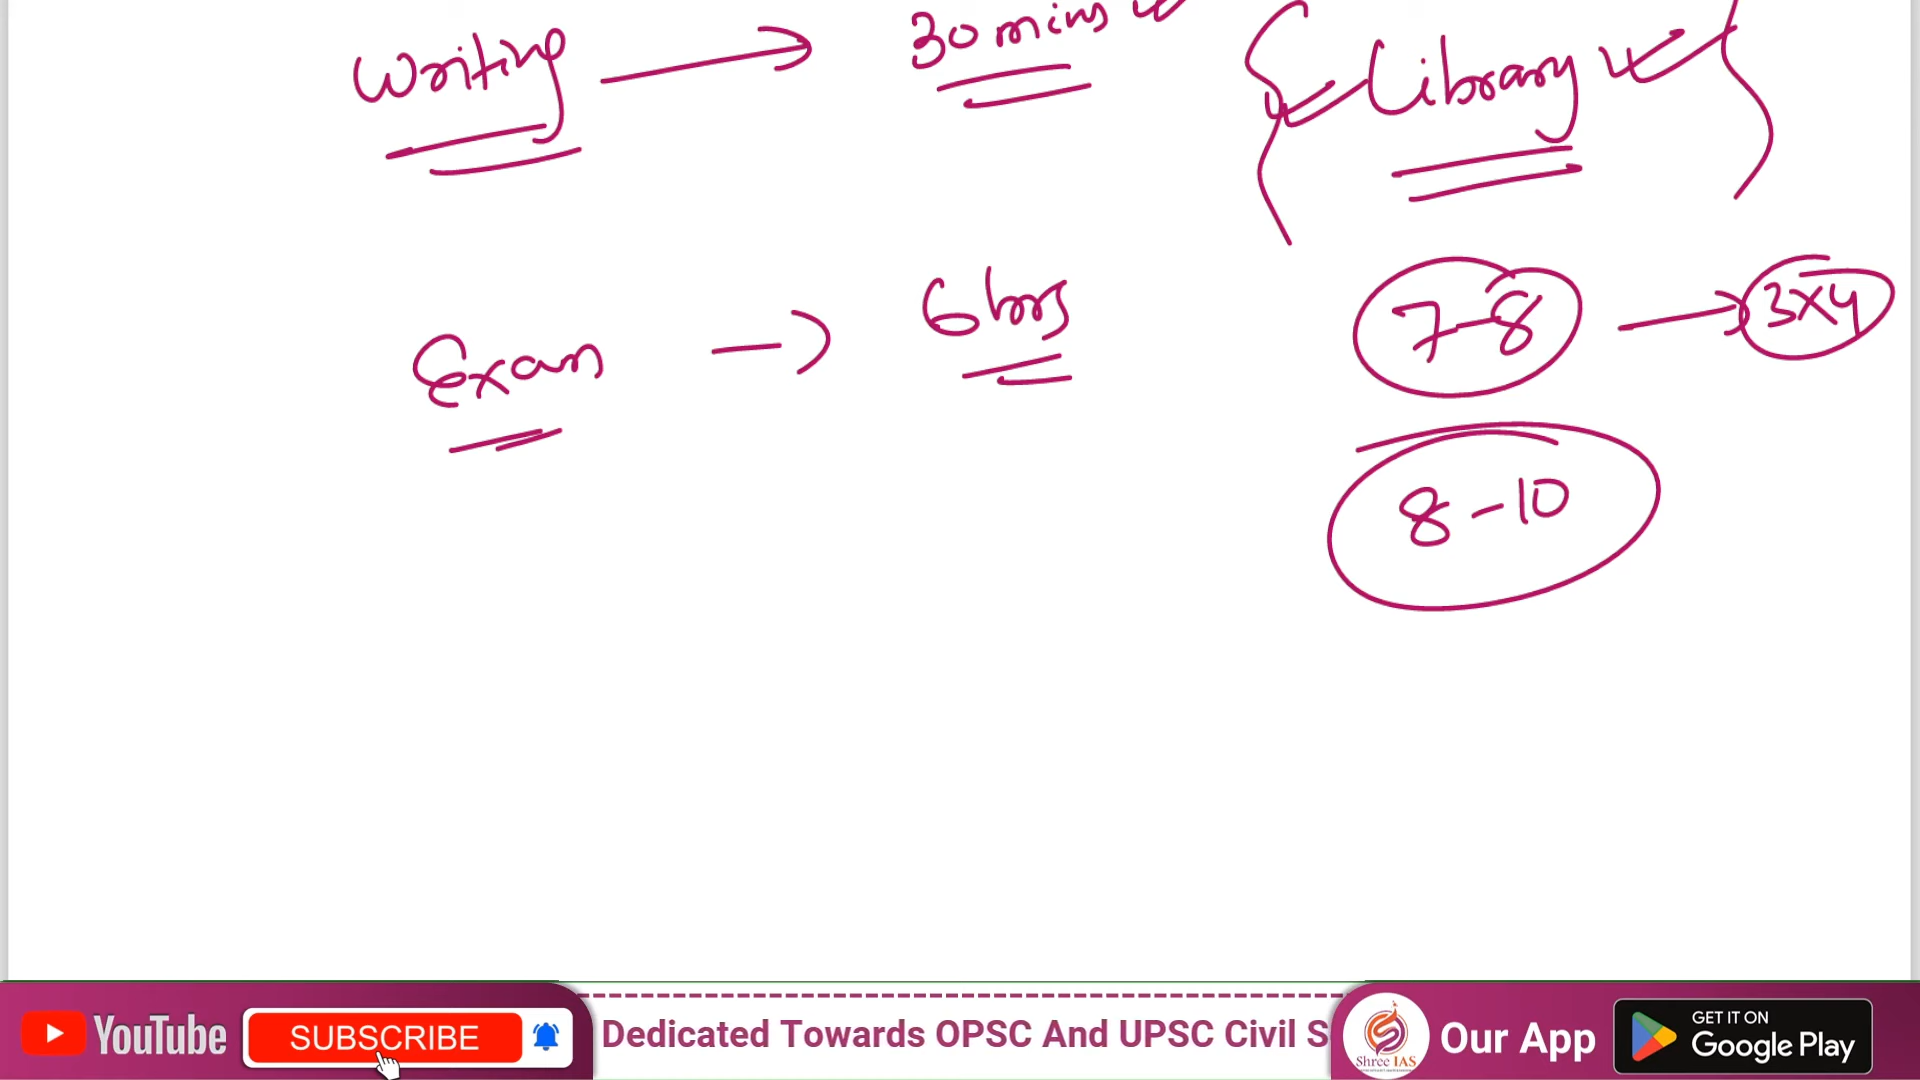 Writing → 30 mins
Library
Exam → 6 hrs
7-8 → 3x4
8-10
YouTube
SUBSCRIBE
Dedicated Towards OPSC And UPSC Civil S
Shree IAS
Our App
GET IT ON
Google Play